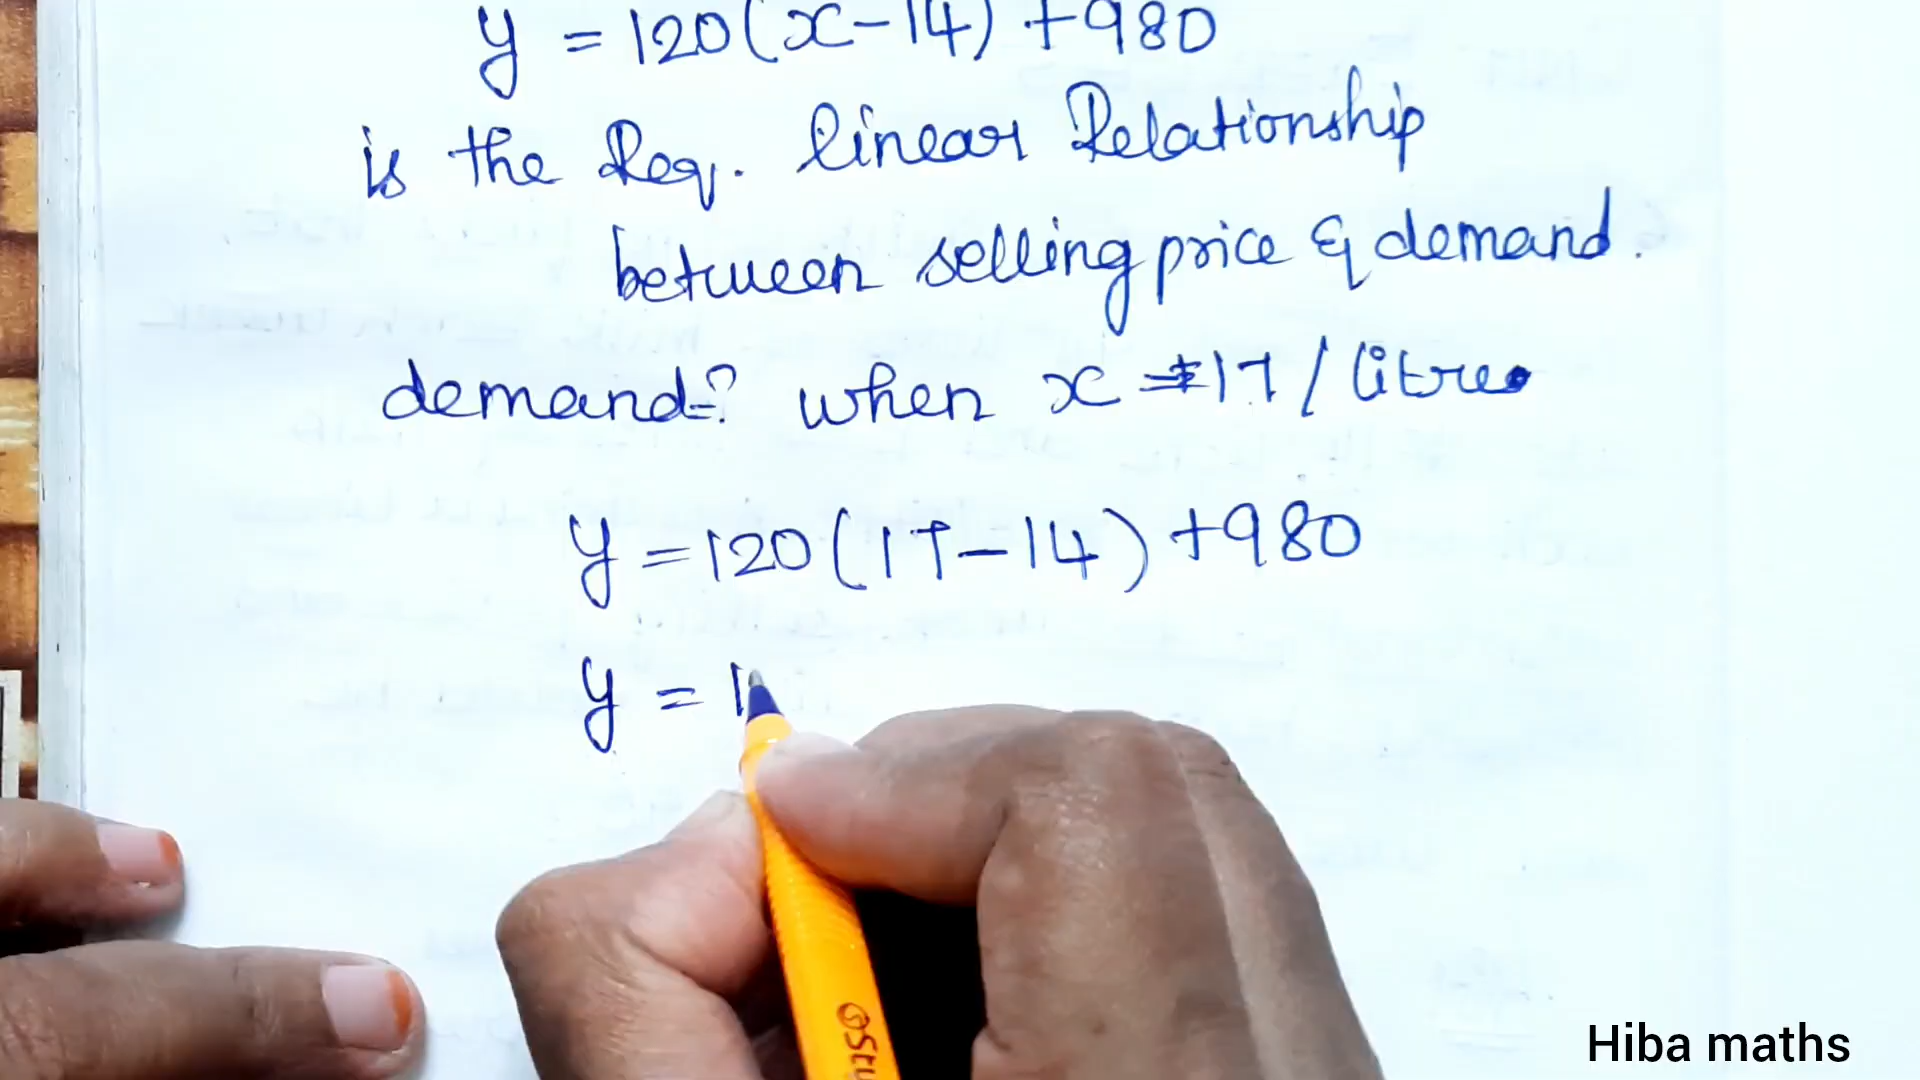 y = 120(x-14) +980
is the Req. linear Relationship
between selling price & demand.
demand=? when x = ₹17/litre
y = 120(17-14) +980
y = 1
Hiba maths